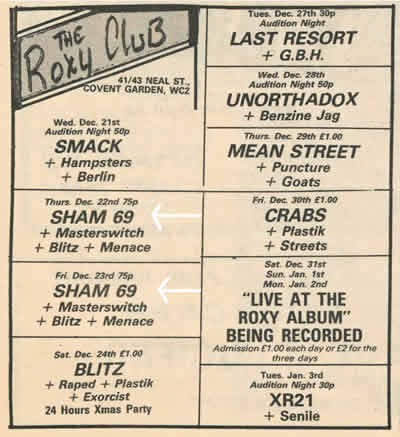 THE
ROXY CLUB
41/43 NEAL ST.,
COVENT GARDEN, WC2
Wed. Dec. 21st
Audition Night 50p
SMACK
+ Hampsters
+ Berlin
Thurs. Dec. 22nd 75p
SHAM 69
+ Masterswitch
+ Blitz + Menace
Fri. Dec. 23rd 75p
SHAM 69
+ Masterswitch
+ Blitz + Menace
Sat. Dec. 24th £1.00
BLITZ
+ Raped + Plastik
+ Exorcist
24 Hours Xmas Party
Tues. Dec. 27th 30p
Audition Night
LAST RESORT
+ G.B.H.
Wed. Dec. 28th
Audition Night 50p
UNORTHADOX
+ Benzine Jag
Thurs. Dec. 29th £1.00
MEAN STREET
+ Puncture
+ Goats
Fri. Dec. 30th £1.00
CRABS
+ Plastik
+ Streets
Sat. Dec. 31st
Sun. Jan. 1st
Mon. Jan. 2nd
"LIVE AT THE
ROXY ALBUM"
BEING RECORDED
Admission £1.00 each day or £2 for the
three days
Tues. Jan. 3rd
Audition Night 30p
XR21
+ Senile